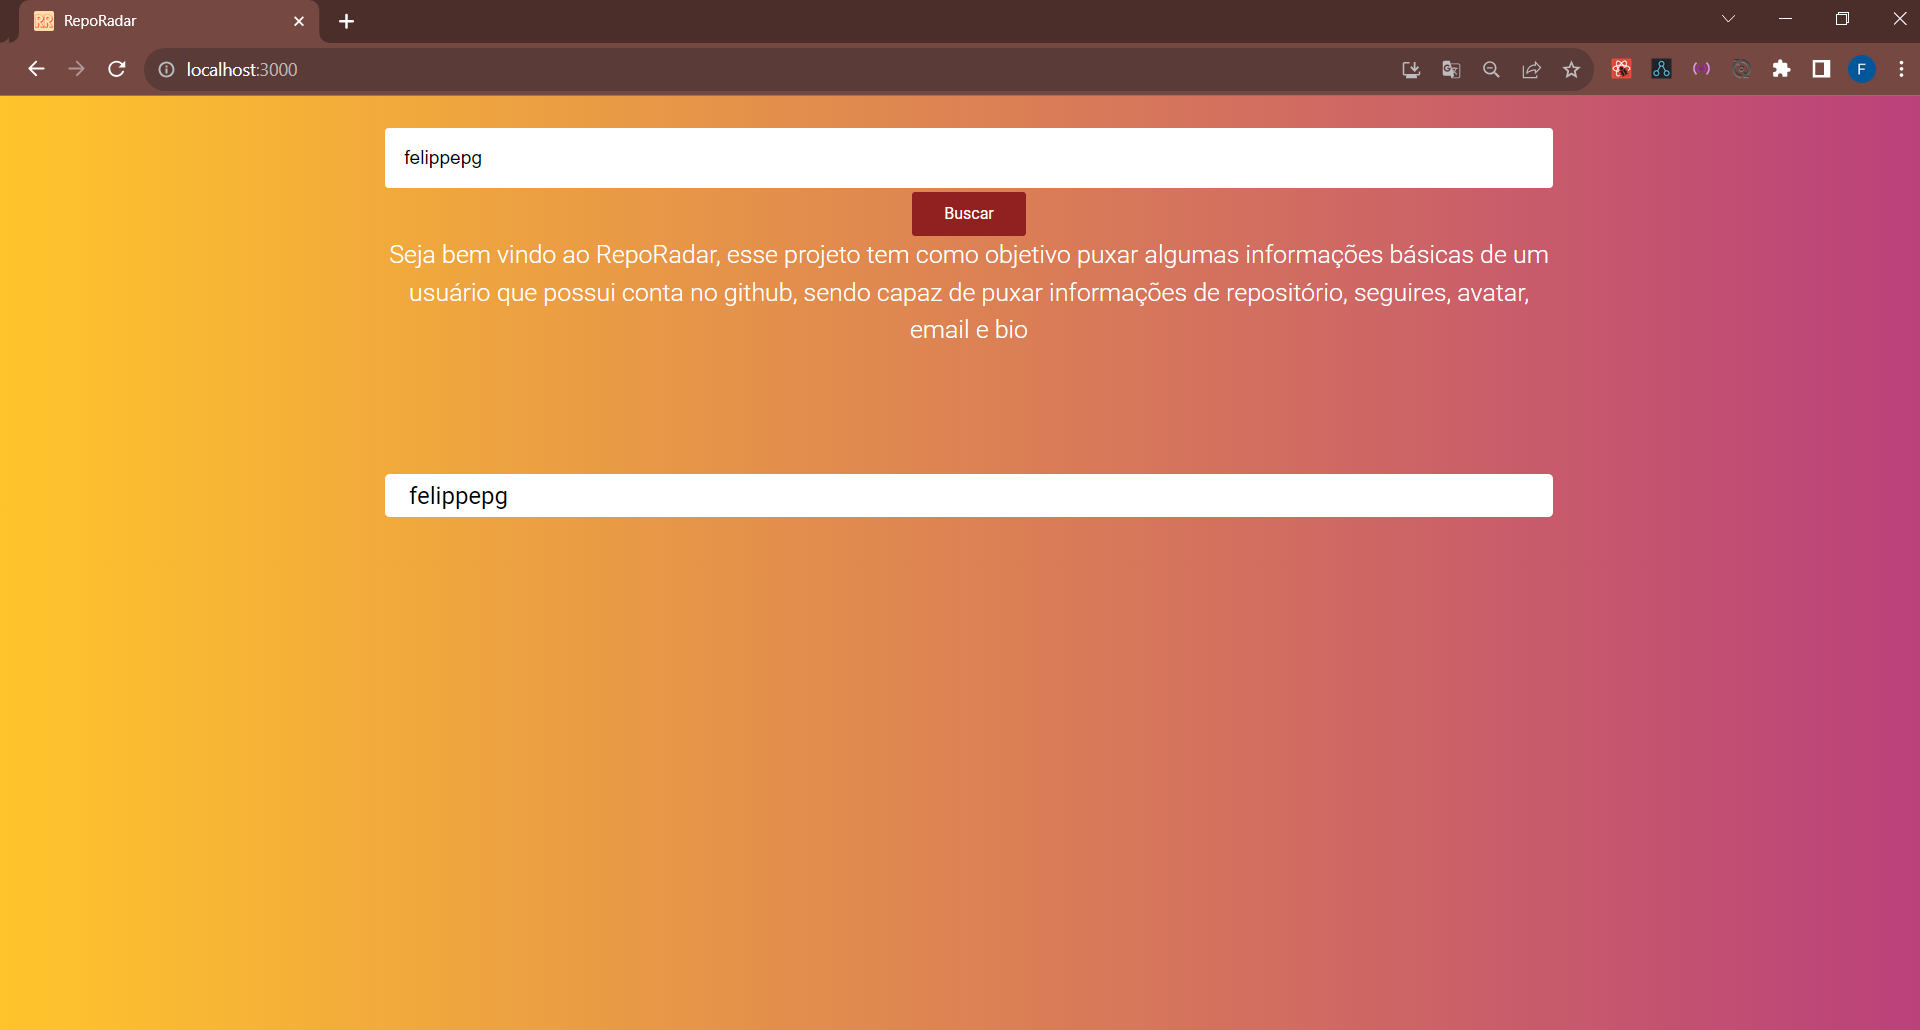 RR RepoRadar
localhost:3000
F
felippepg
Buscar
Seja bem vindo ao RepoRadar, esse projeto tem como objetivo puxar algumas informações básicas de um
usuário que possui conta no github, sendo capaz de puxar informações de repositório, seguires, avatar,
email e bio
felippepg